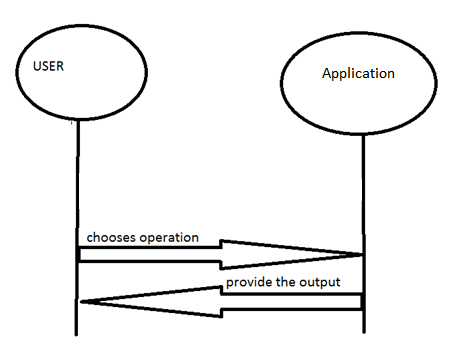 USER
Application
chooses operation
provide the output